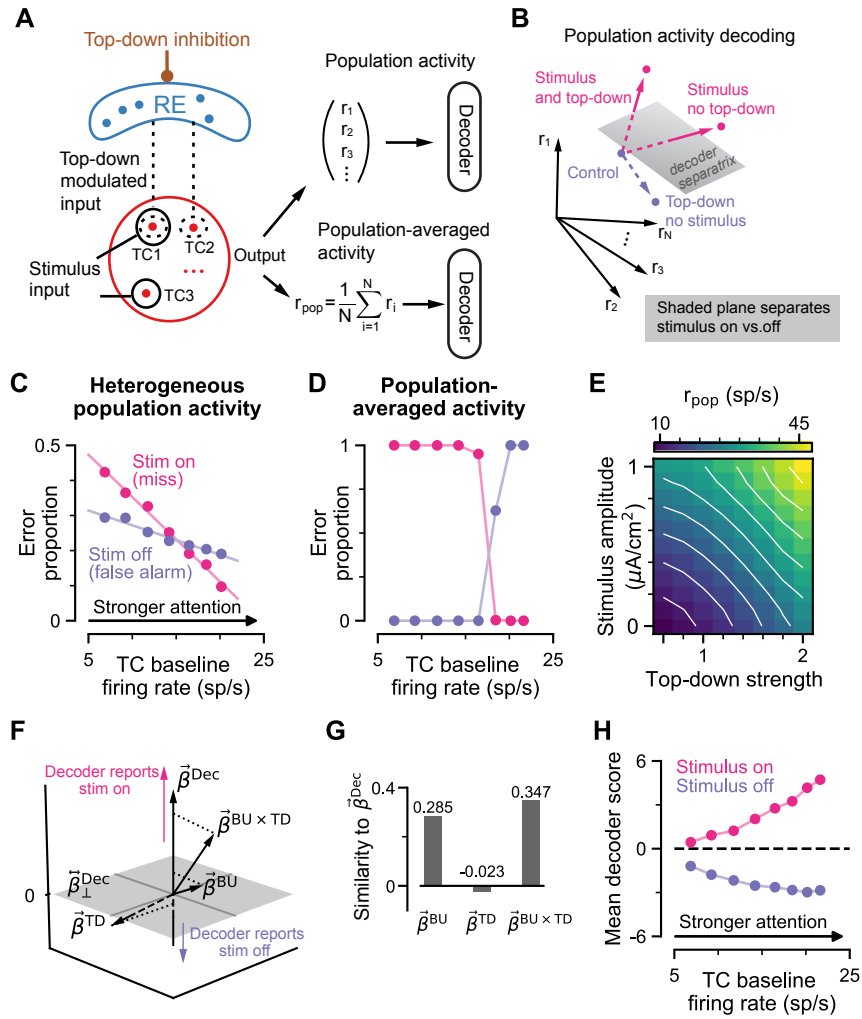 A
Top-down inhibition
RE
Top-down
modulated
input
Stimulus
input
TC1
TC2
TC3
Output
Population activity
r1
r2
r3
⋮
Decoder
Population-averaged
activity
r_pop = 1/N ∑_{i=1}^{N} r_i
Decoder
B
Population activity decoding
Stimulus
and top-down
Stimulus
no top-down
r1
Control
decoder
separatrix
Top-down
no stimulus
rN
r3
r2
Shaded plane separates
stimulus on vs.off
C
Heterogeneous
population activity
0.5
Error
proportion
0
Stim on
(miss)
Stim off
(false alarm)
Stronger attention
5
25
TC baseline
firing rate (sp/s)
D
Population-
averaged activity
1
Error
proportion
0
5
25
TC baseline
firing rate (sp/s)
E
r_pop (sp/s)
10
45
Stimulus amplitude
(μA/cm²)
1
0
1
2
Top-down strength
F
Decoder reports
stim on
β⃗^Dec
β⃗^BU × TD
β⃗_⊥^Dec
β⃗^BU
0
β⃗^TD
Decoder reports
stim off
G
Similarity to β⃗^Dec
0.4
0
0.285
-0.023
0.347
β⃗^BU
β⃗^TD
β⃗^BU × TD
H
Mean decoder score
6
0
-6
Stimulus on
Stimulus off
Stronger attention
5
25
TC baseline
firing rate (sp/s)